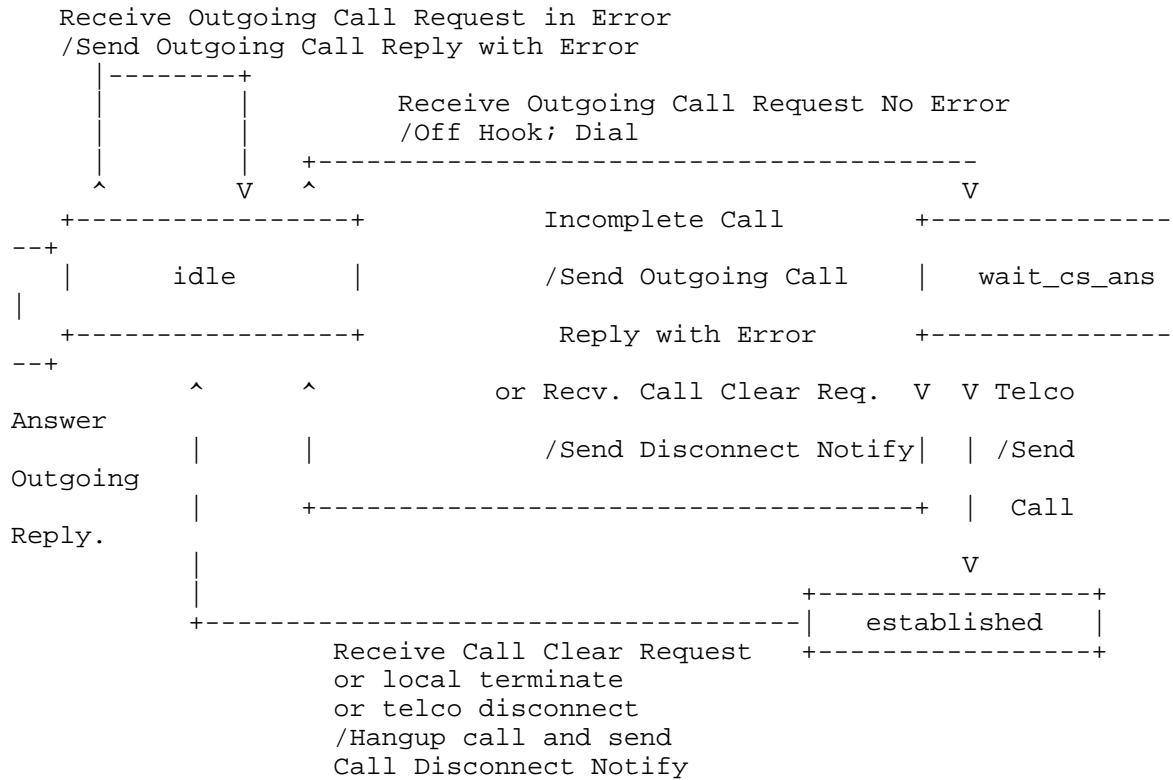 Receive Outgoing Call Request in Error
/Send Outgoing Call Reply with Error
|--------+
Receive Outgoing Call Request No Error
/Off Hook; Dial
+-----------------------------------------
^ V ^ V
+-----------------+ Incomplete Call +---------------
--+
| idle | /Send Outgoing Call | wait_cs_ans
|
+-----------------+ Reply with Error +---------------
--+
^ ^ or Recv. Call Clear Req. V V Telco
Answer
| | /Send Disconnect Notify| | /Send
Outgoing
| +-------------------------------------+ | Call
Reply.
| V
| +-----------------+
+-------------------------------------| established |
Receive Call Clear Request +-----------------+
or local terminate
or telco disconnect
/Hangup call and send
Call Disconnect Notify